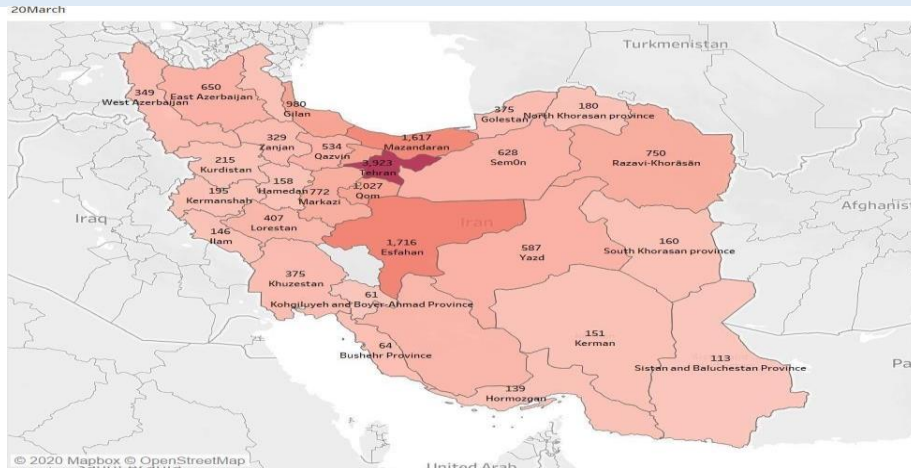 20March
Turkmenistan
349
West Azerbaijan
650
East Azerbaijan
980
Gilan
375
Golestan
180
North Khorasan province
1,617
Mazandaran
329
Zanjan
534
Qazvin
3,923
Tehran
628
Sem0n
750
Razavi-Khorāsān
215
Kurdistan
158
Hamedan
1,027
Qom
195
Kermanshah
772
Markazi
407
Lorestan
Iraq
Iran
Afghanist
146
Ilam
1,716
Esfahan
587
Yazd
160
South Khorasan province
375
Khuzestan
61
Kohgiluyeh and Boyer-Ahmad Province
64
Bushehr Province
151
Kerman
113
Sistan and Baluchestan Province
Pa
139
Hormozgan
© 2020 Mapbox © OpenStreetMap
United Arab